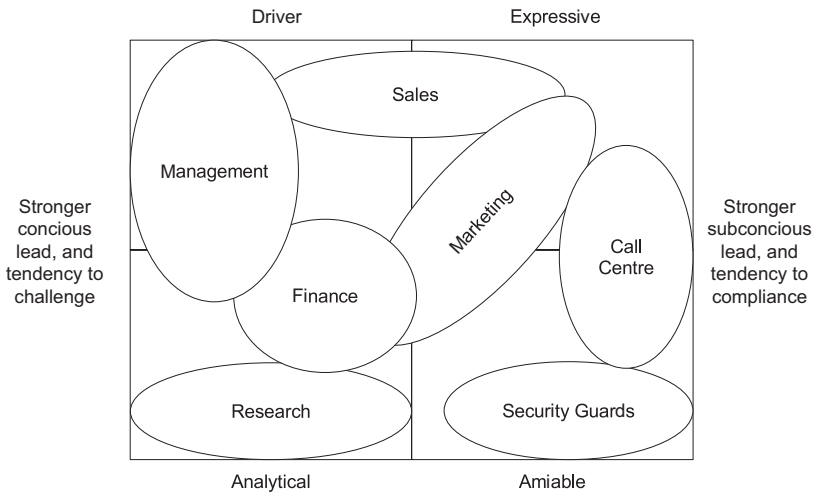 Driver
Expressive
Sales
Management
Marketing
Stronger
concious
lead, and
tendency to
challenge
Stronger
subconcious
lead, and
tendency to
compliance
Call
Centre
Finance
Research
Security Guards
Analytical
Amiable